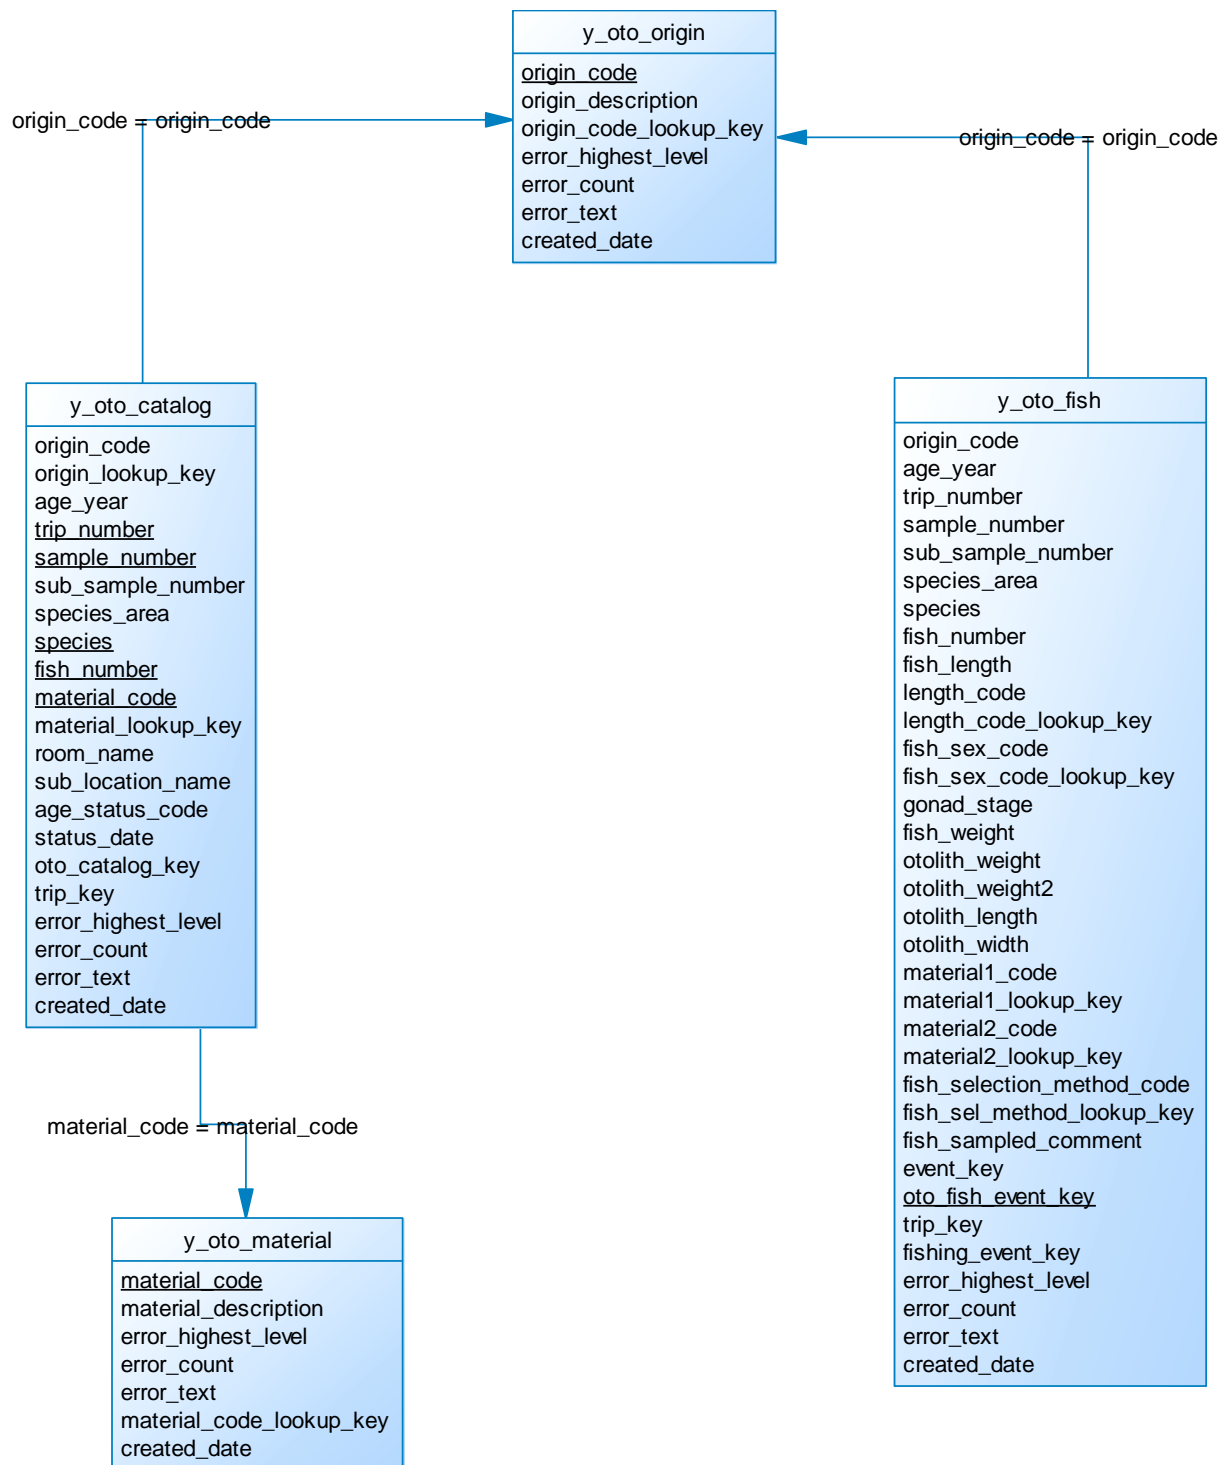 y_oto_origin
origin_code
origin_description
origin_code_lookup_key
error_highest_level
error_count
error_text
created_date
origin_code = origin_code
origin_code = origin_code
y_oto_catalog
origin_code
origin_lookup_key
age_year
trip_number
sample_number
sub_sample_number
species_area
species
fish_number
material_code
material_lookup_key
room_name
sub_location_name
age_status_code
status_date
oto_catalog_key
trip_key
error_highest_level
error_count
error_text
created_date
y_oto_fish
origin_code
age_year
trip_number
sample_number
sub_sample_number
species_area
species
fish_number
fish_length
length_code
length_code_lookup_key
fish_sex_code
fish_sex_code_lookup_key
gonad_stage
fish_weight
otolith_weight
otolith_weight2
otolith_length
otolith_width
material1_code
material1_lookup_key
material2_code
material2_lookup_key
fish_selection_method_code
fish_sel_method_lookup_key
fish_sampled_comment
event_key
oto_fish_event_key
trip_key
fishing_event_key
error_highest_level
error_count
error_text
created_date
material_code = material_code
y_oto_material
material_code
material_description
error_highest_level
error_count
error_text
material_code_lookup_key
created_date